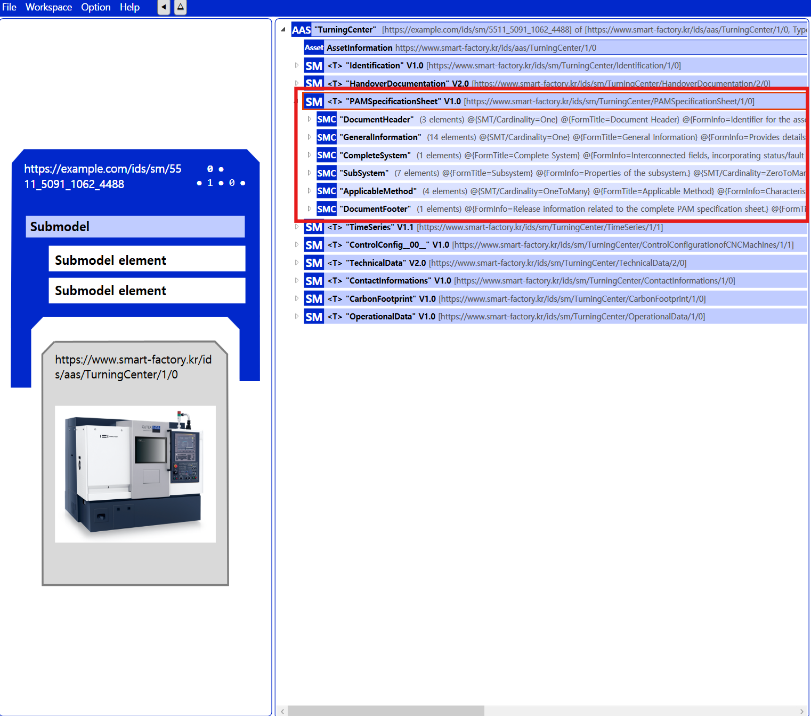 File Workspace Option Help
https://example.com/ids/sm/55
11_5091_1062_4488
0
1 0
Submodel
Submodel element
Submodel element
https://www.smart-factory.kr/id
s/aas/TurningCenter/1/0
AAS "TurningCenter" [https://example.com/ids/sm/5511_5091_1062_4488] of [https://www.smart-factory.kr/ids/aas/TurningCenter/1/0, Type
Asset AssetInformation https://www.smart-factory.kr/ids/aas/TurningCenter/1/0
SM <T> "Identification" V1.0 [https://www.smart-factory.kr/ids/sm/TurningCenter/Identification/1/0]
SM <T> "HandoverDocumentation" V2.0 [https://www.smart-factory.kr/ids/sm/TurningCenter/HandoverDocumentation/2/0]
SM <T> "PAMSpecificationSheet" V1.0 [https://www.smart-factory.kr/ids/sm/TurningCenter/PAMSpecificationSheet/1/0]
SMC "DocumentHeader" (3 elements) @{SMT/Cardinality=One} @{FormTitle=Document Header} @{FormInfo=Identifier for the asse
SMC "GeneralInformation" (14 elements) @{SMT/Cardinality=One} @{FormTitle=General Information} @{FormInfo=Provides details
SMC "CompleteSystem" (1 elements) @{FormTitle=Complete System} @{FormInfo=Interconnected fields, incorporating status/fault
SMC "SubSystem" (7 elements) @{FormTitle=Subsystem} @{FormInfo=Properties of the subsystem.} @{SMT/Cardinality=ZeroToMan
SMC "ApplicableMethod" (4 elements) @{SMT/Cardinality=OneToMany} @{FormTitle=Applicable Method} @{FormInfo=Characteris
SMC "DocumentFooter" (1 elements) @{FormInfo=Release information related to the complete PAM specification sheet.} @{FormT
SM <T> "TimeSeries" V1.1 [https://www.smart-factory.kr/ids/sm/TurningCenter/TimeSeries/1/1]
SM <T> "ControlConfig__00__" V1.0 [https://www.smart-factory.kr/ids/sm/TurningCenter/ControlConfigurationofCNCMachines/1/1]
SM <T> "TechnicalData" V2.0 [https://www.smart-factory.kr/ids/sm/TurningCenter/TechnicalData/2/0]
SM <T> "ContactInformations" V1.0 [https://www.smart-factory.kr/ids/sm/TurningCenter/ContactInformations/1/0]
SM <T> "CarbonFootprint" V1.0 [https://www.smart-factory.kr/ids/sm/TurningCenter/CarbonFootprint/1/0]
SM <T> "OperationalData" V1.0 [https://www.smart-factory.kr/ids/sm/TurningCenter/OperationalData/1/0]